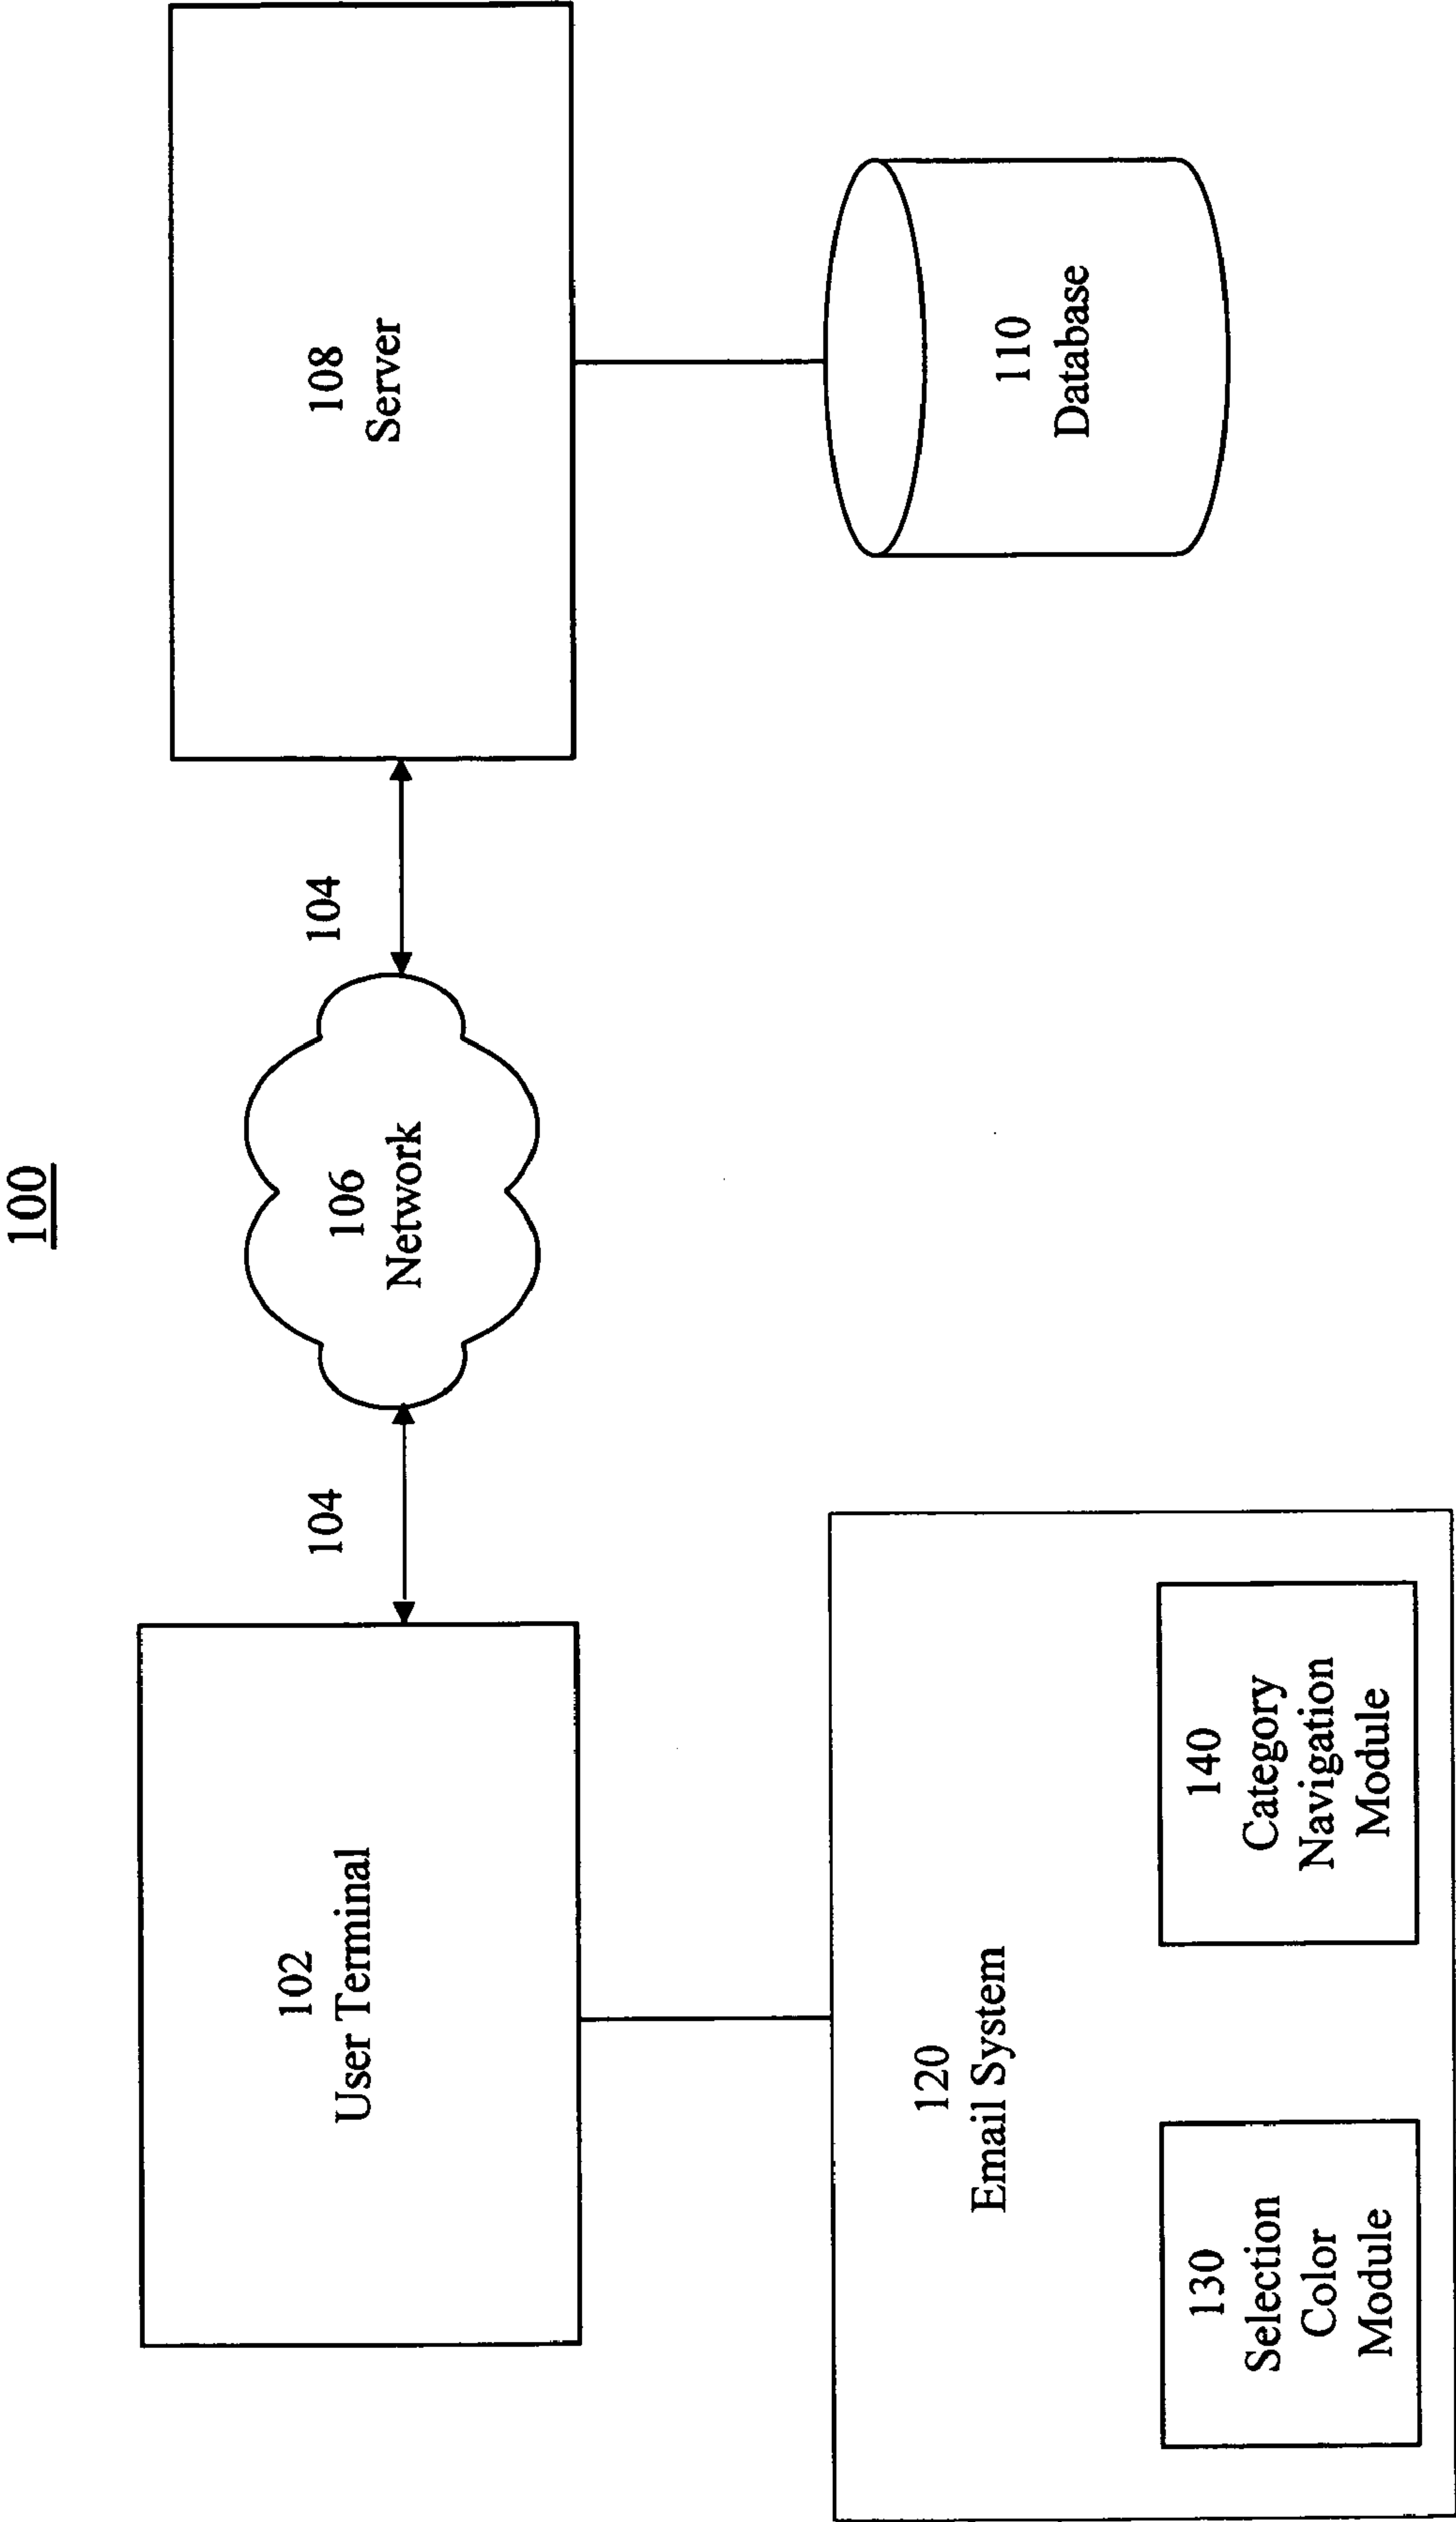 100
102
User Terminal
104
106
Network
104
108
Server
120
Email System
130
Selection
Color
Module
140
Category
Navigation
Module
110
Database